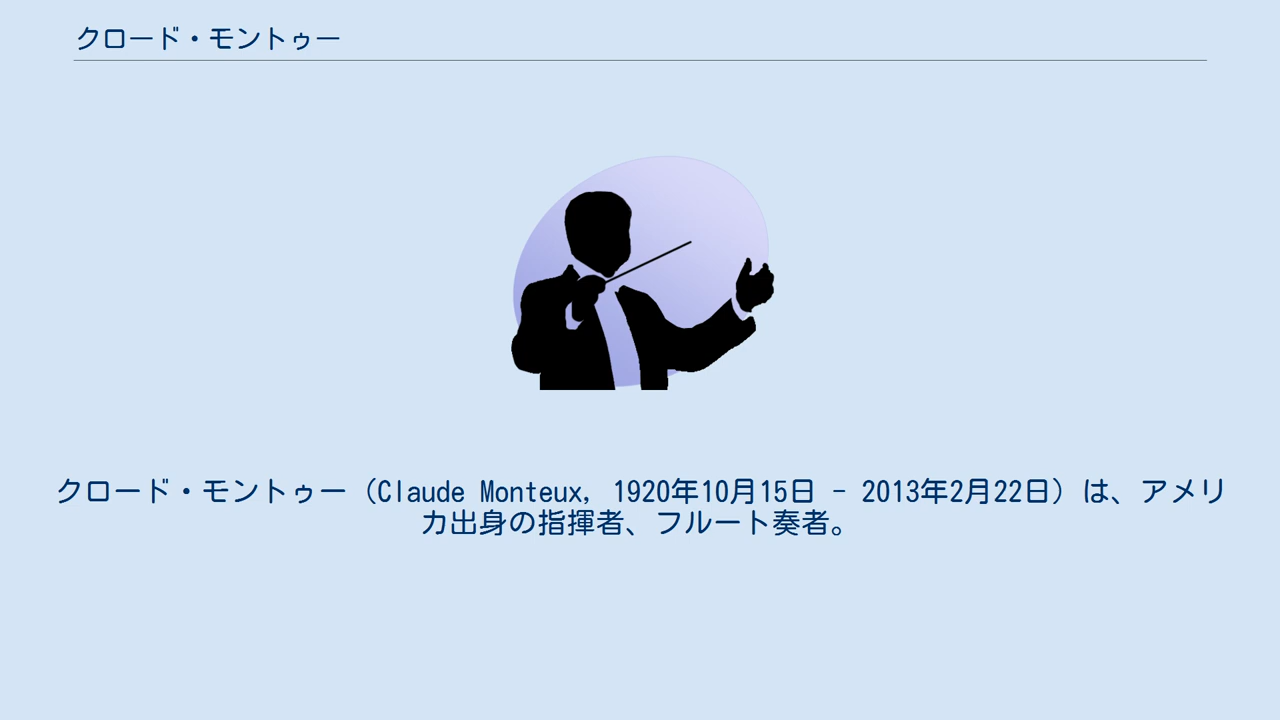 クロード・モントゥー
クロード・モントゥー（Claude Monteux, 1920年10月15日 - 2013年2月22日）は、アメリ
カ出身の指揮者、フルート奏者。